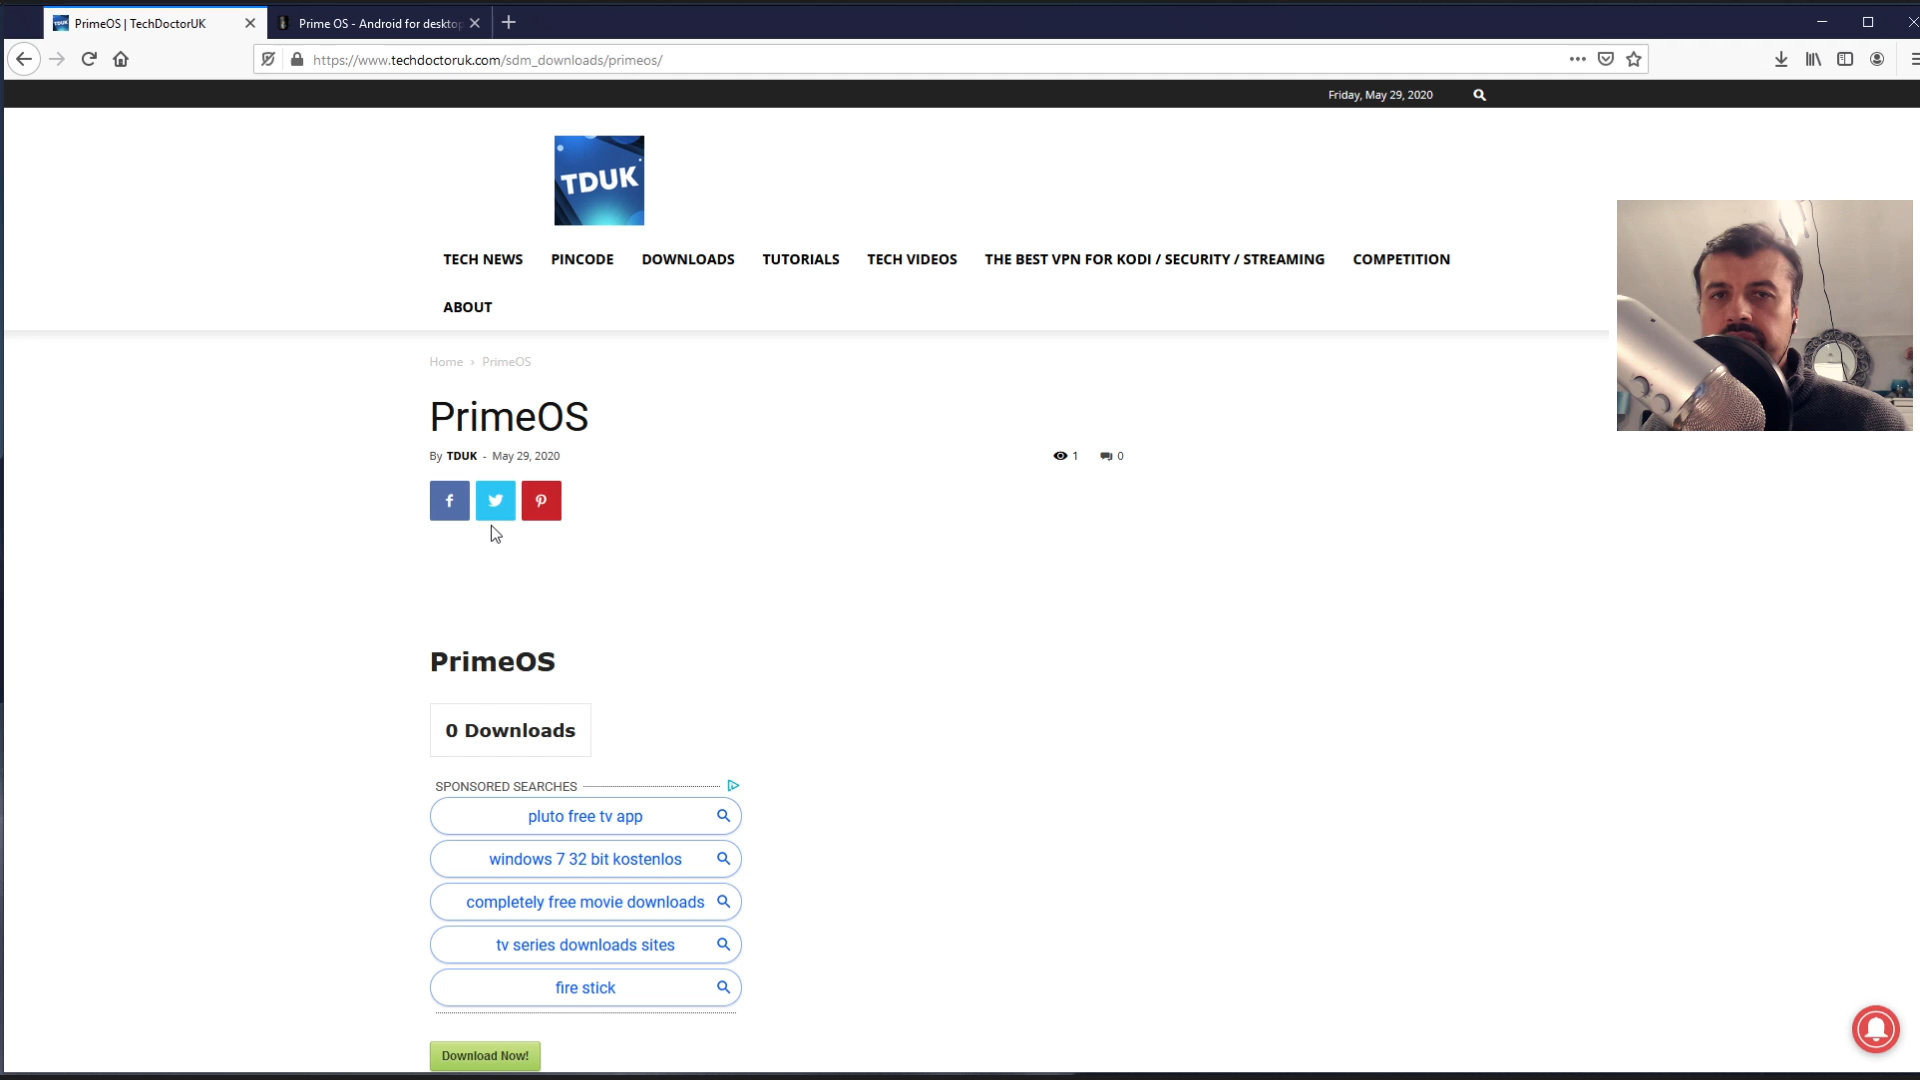 PrimeOS | TechDoctorUK
Prime OS - Android for desktop
https://www.techdoctoruk.com/sdm_downloads/primeos/
Friday, May 29, 2020
TDUK
TECH NEWS PINCODE DOWNLOADS TUTORIALS TECH VIDEOS THE BEST VPN FOR KODI / SECURITY / STREAMING COMPETITION
ABOUT
Home › PrimeOS
PrimeOS
By TDUK - May 29, 2020 1 0
PrimeOS
0 Downloads
SPONSORED SEARCHES
pluto free tv app
windows 7 32 bit kostenlos
completely free movie downloads
tv series downloads sites
fire stick
Download Now!